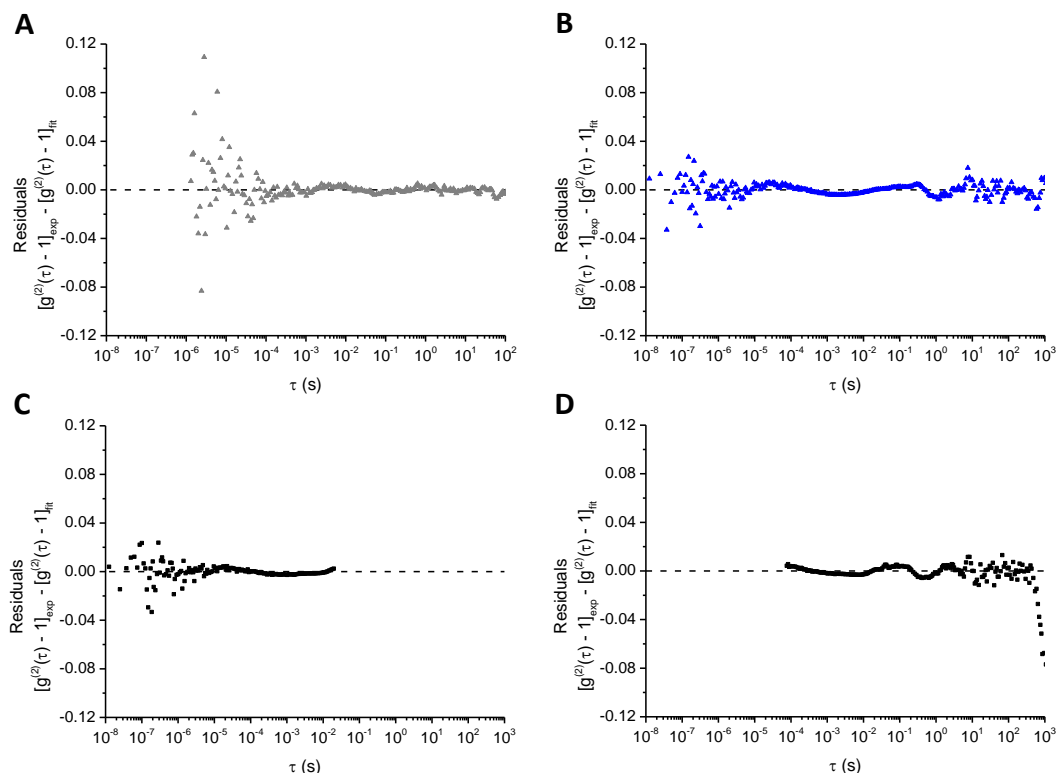 A
0.12
0.08
0.04
0.00
-0.04
-0.08
-0.12
Residuals
[g⁽²⁾(τ) - 1]exp - [g⁽²⁾(τ) - 1]fit
10⁻⁸ 10⁻⁷ 10⁻⁶ 10⁻⁵ 10⁻⁴ 10⁻³ 10⁻² 10⁻¹ 10⁰ 10¹ 10²
τ (s)
B
0.12
0.08
0.04
0.00
-0.04
-0.08
-0.12
Residuals
[g⁽²⁾(τ) - 1]exp - [g⁽²⁾(τ) - 1]fit
10⁻⁸ 10⁻⁷ 10⁻⁶ 10⁻⁵ 10⁻⁴ 10⁻³ 10⁻² 10⁻¹ 10⁰ 10¹ 10² 10³
τ (s)
C
0.12
0.08
0.04
0.00
-0.04
-0.08
-0.12
Residuals
[g⁽²⁾(τ) - 1]exp - [g⁽²⁾(τ) - 1]fit
10⁻⁸ 10⁻⁷ 10⁻⁶ 10⁻⁵ 10⁻⁴ 10⁻³ 10⁻² 10⁻¹ 10⁰ 10¹ 10² 10³
τ (s)
D
0.12
0.08
0.04
0.00
-0.04
-0.08
-0.12
Residuals
[g⁽²⁾(τ) - 1]exp - [g⁽²⁾(τ) - 1]fit
10⁻⁸ 10⁻⁷ 10⁻⁶ 10⁻⁵ 10⁻⁴ 10⁻³ 10⁻² 10⁻¹ 10⁰ 10¹ 10² 10³
τ (s)